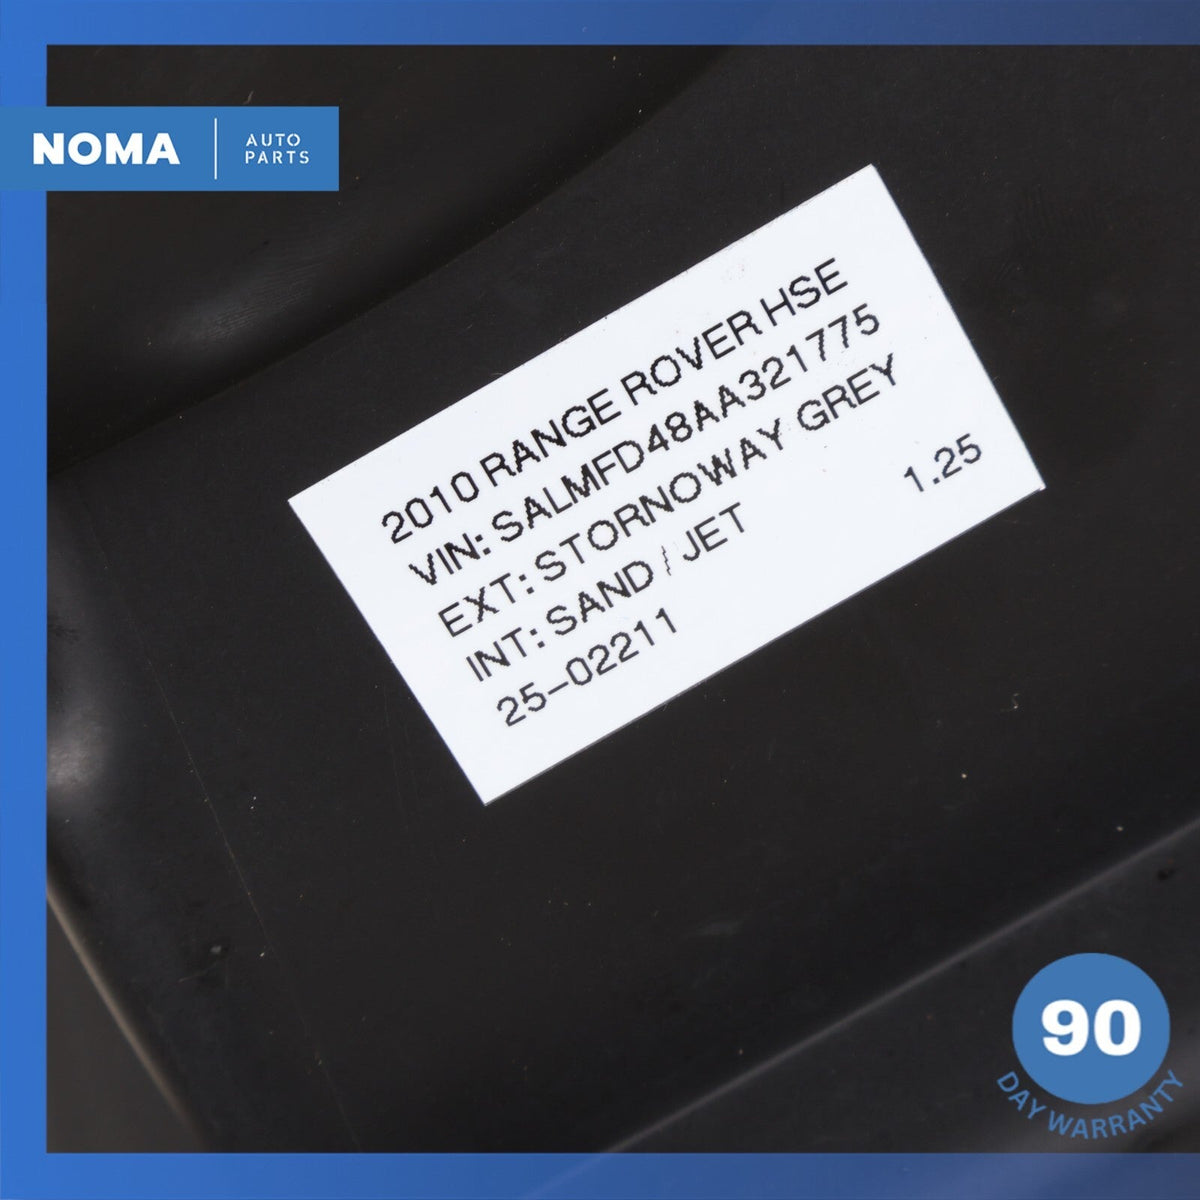 NOMA
AUTO
PARTS
2010 RANGE ROVER HSE
VIN: SALMFD48AA321775
EXT: STORNOWAY GREY
INT: SAND / JET
1.25
25-02211
90
DAY WARRANTY